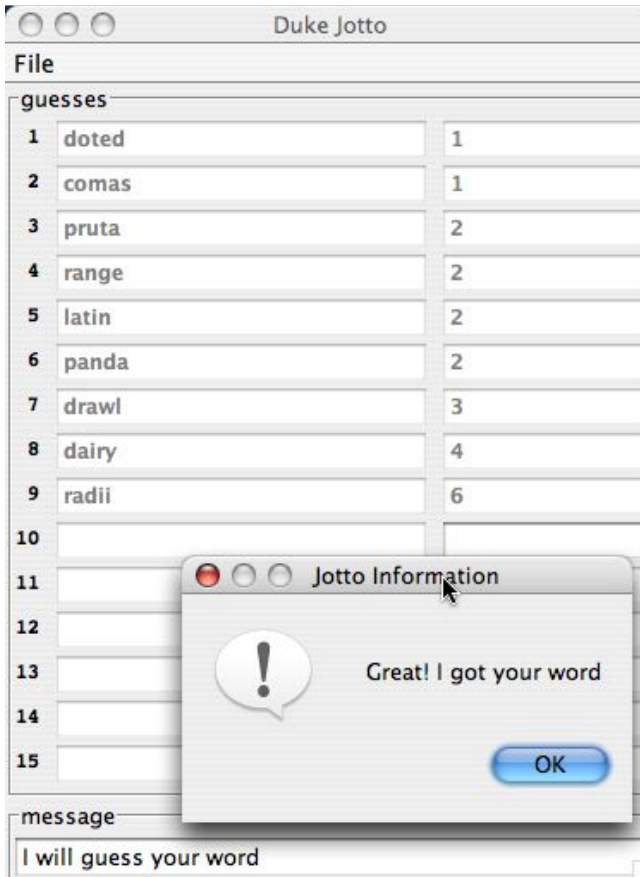 Duke Jotto
File
guesses
1 doted 1
2 comas 1
3 pruta 2
4 range 2
5 latin 2
6 panda 2
7 drawl 3
8 dairy 4
9 radii 6
10
11
12
13
14
15
Jotto Information
Great! I got your word
OK
message
I will guess your word